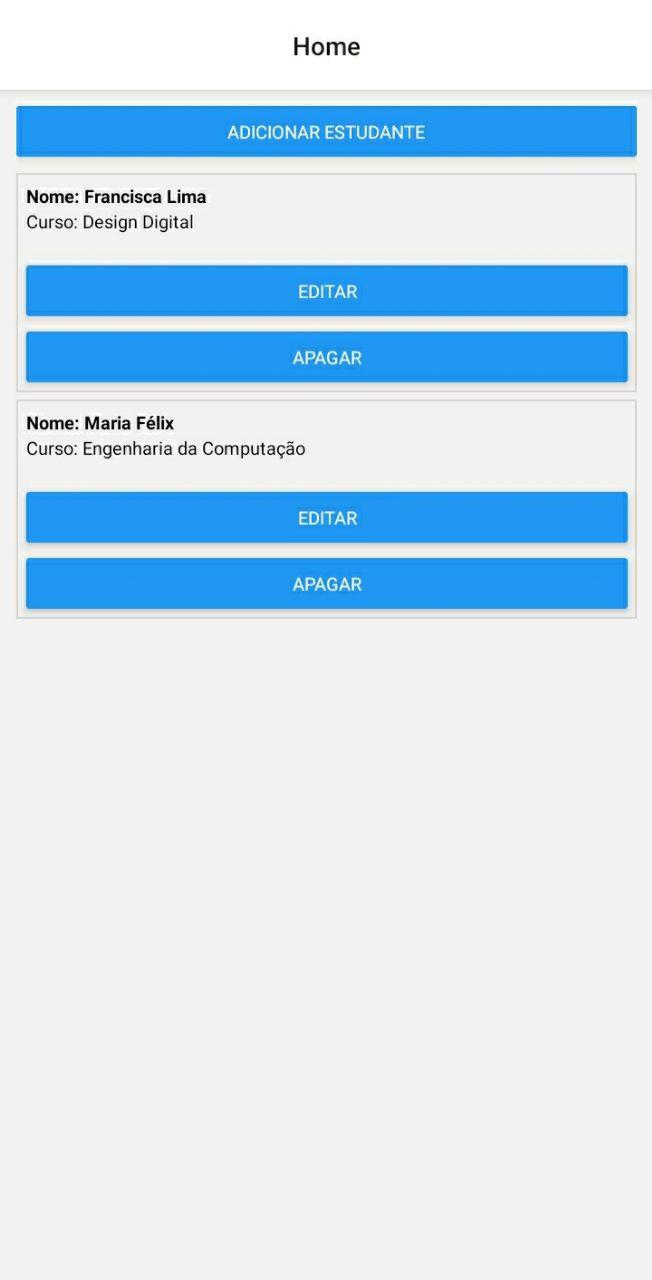 Home
ADICIONAR ESTUDANTE
Nome: Francisca Lima
Curso: Design Digital
EDITAR
APAGAR
Nome: Maria Félix
Curso: Engenharia da Computação
EDITAR
APAGAR